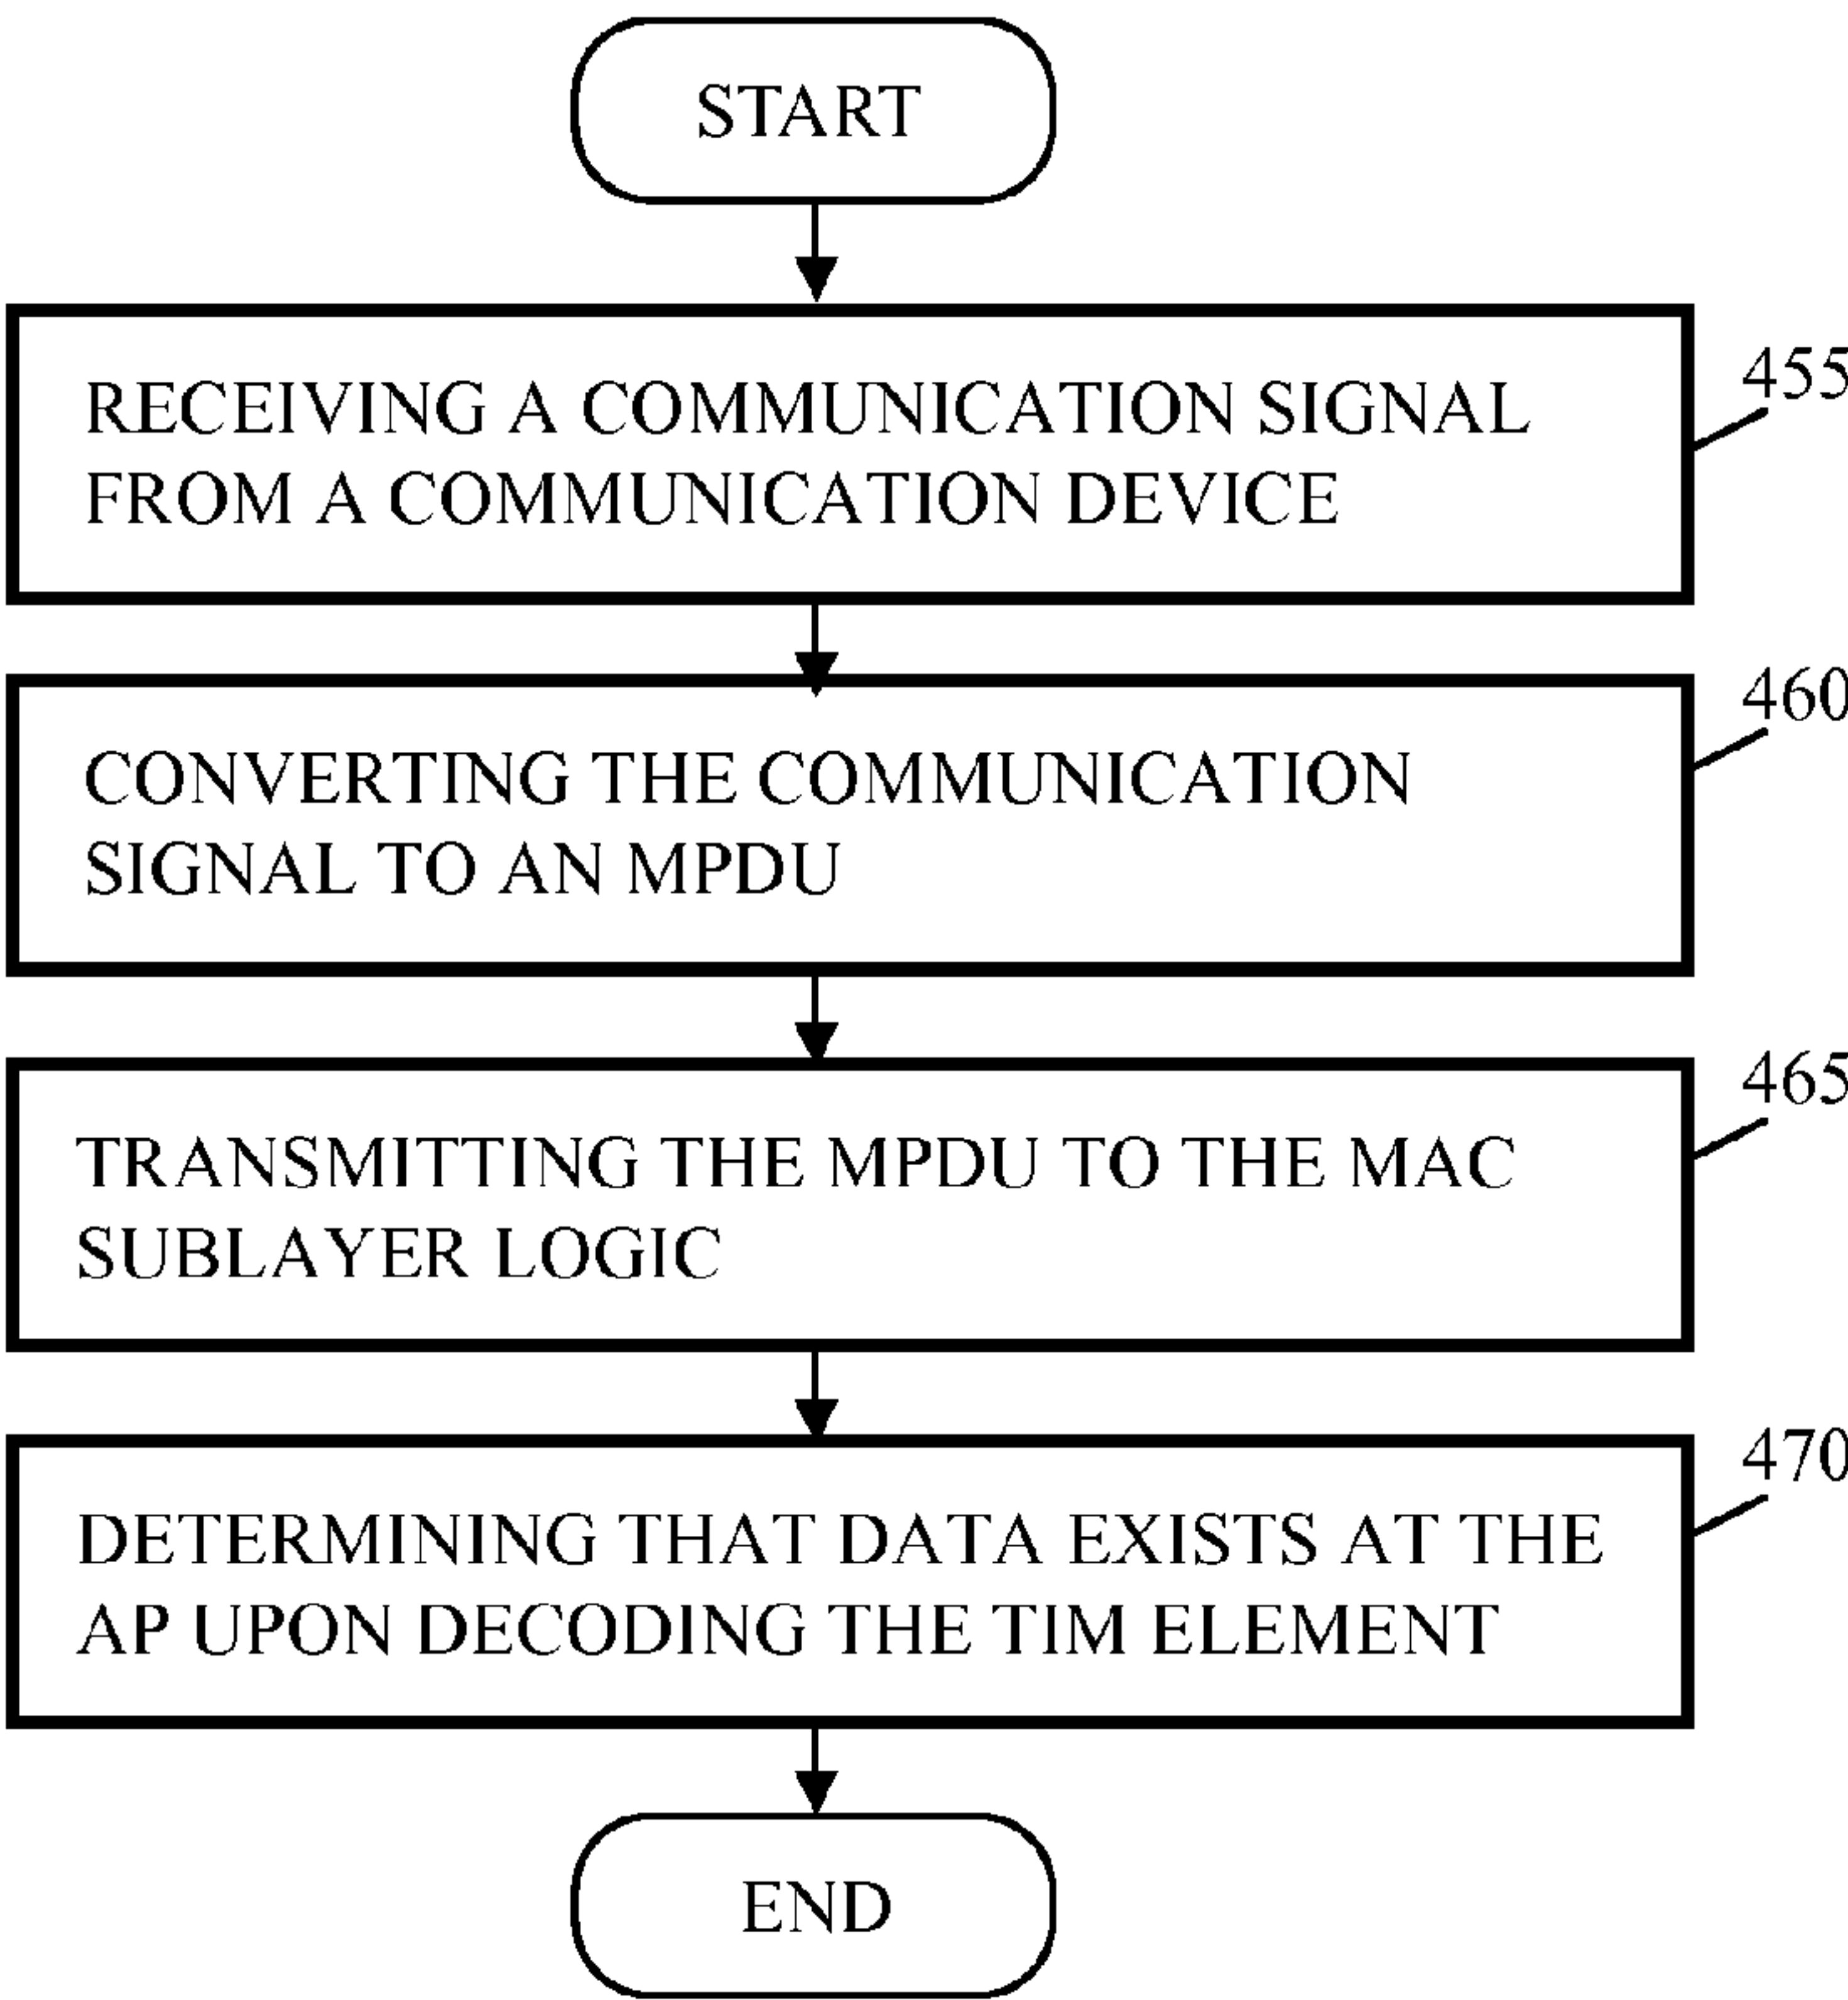 START
455
RECEIVING A COMMUNICATION SIGNAL
FROM A COMMUNICATION DEVICE
460
CONVERTING THE COMMUNICATION
SIGNAL TO AN MPDU
465
TRANSMITTING THE MPDU TO THE MAC
SUBLAYER LOGIC
470
DETERMINING THAT DATA EXISTS AT THE
AP UPON DECODING THE TIM ELEMENT
END